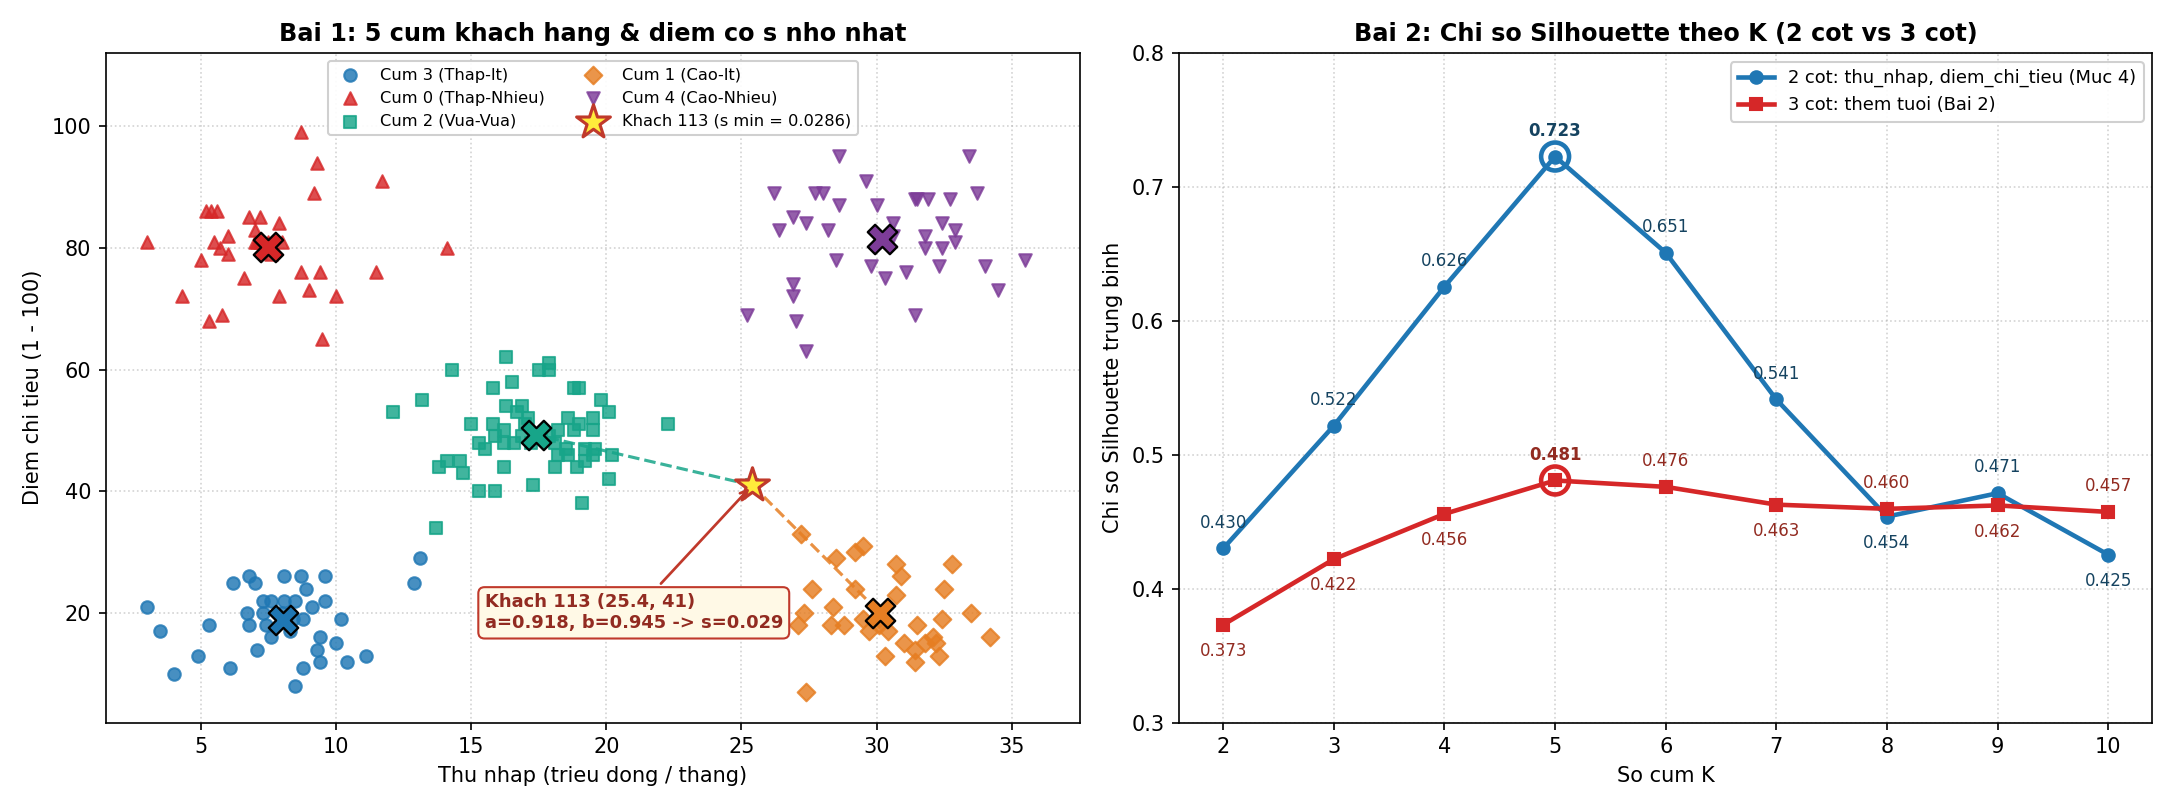 Bai 1: 5 cum khach hang & diem co s nho nhat
Cum 3 (Thap-It)
Cum 0 (Thap-Nhieu)
Cum 2 (Vua-Vua)
Cum 1 (Cao-It)
Cum 4 (Cao-Nhieu)
Khach 113 (s min = 0.0286)
Diem chi tieu (1 - 100)
100
80
60
40
20
Khach 113 (25.4, 41)
a=0.918, b=0.945 -> s=0.029
5
10
15
20
25
30
35
Thu nhap (trieu dong / thang)
Bai 2: Chi so Silhouette theo K (2 cot vs 3 cot)
2 cot: thu_nhap, diem_chi_tieu (Muc 4)
3 cot: them tuoi (Bai 2)
Chi so Silhouette trung binh
0.8
0.7
0.6
0.5
0.4
0.3
0.430
0.522
0.626
0.723
0.651
0.541
0.454
0.471
0.425
0.373
0.422
0.456
0.481
0.476
0.463
0.460
0.462
0.457
2
3
4
5
6
7
8
9
10
So cum K